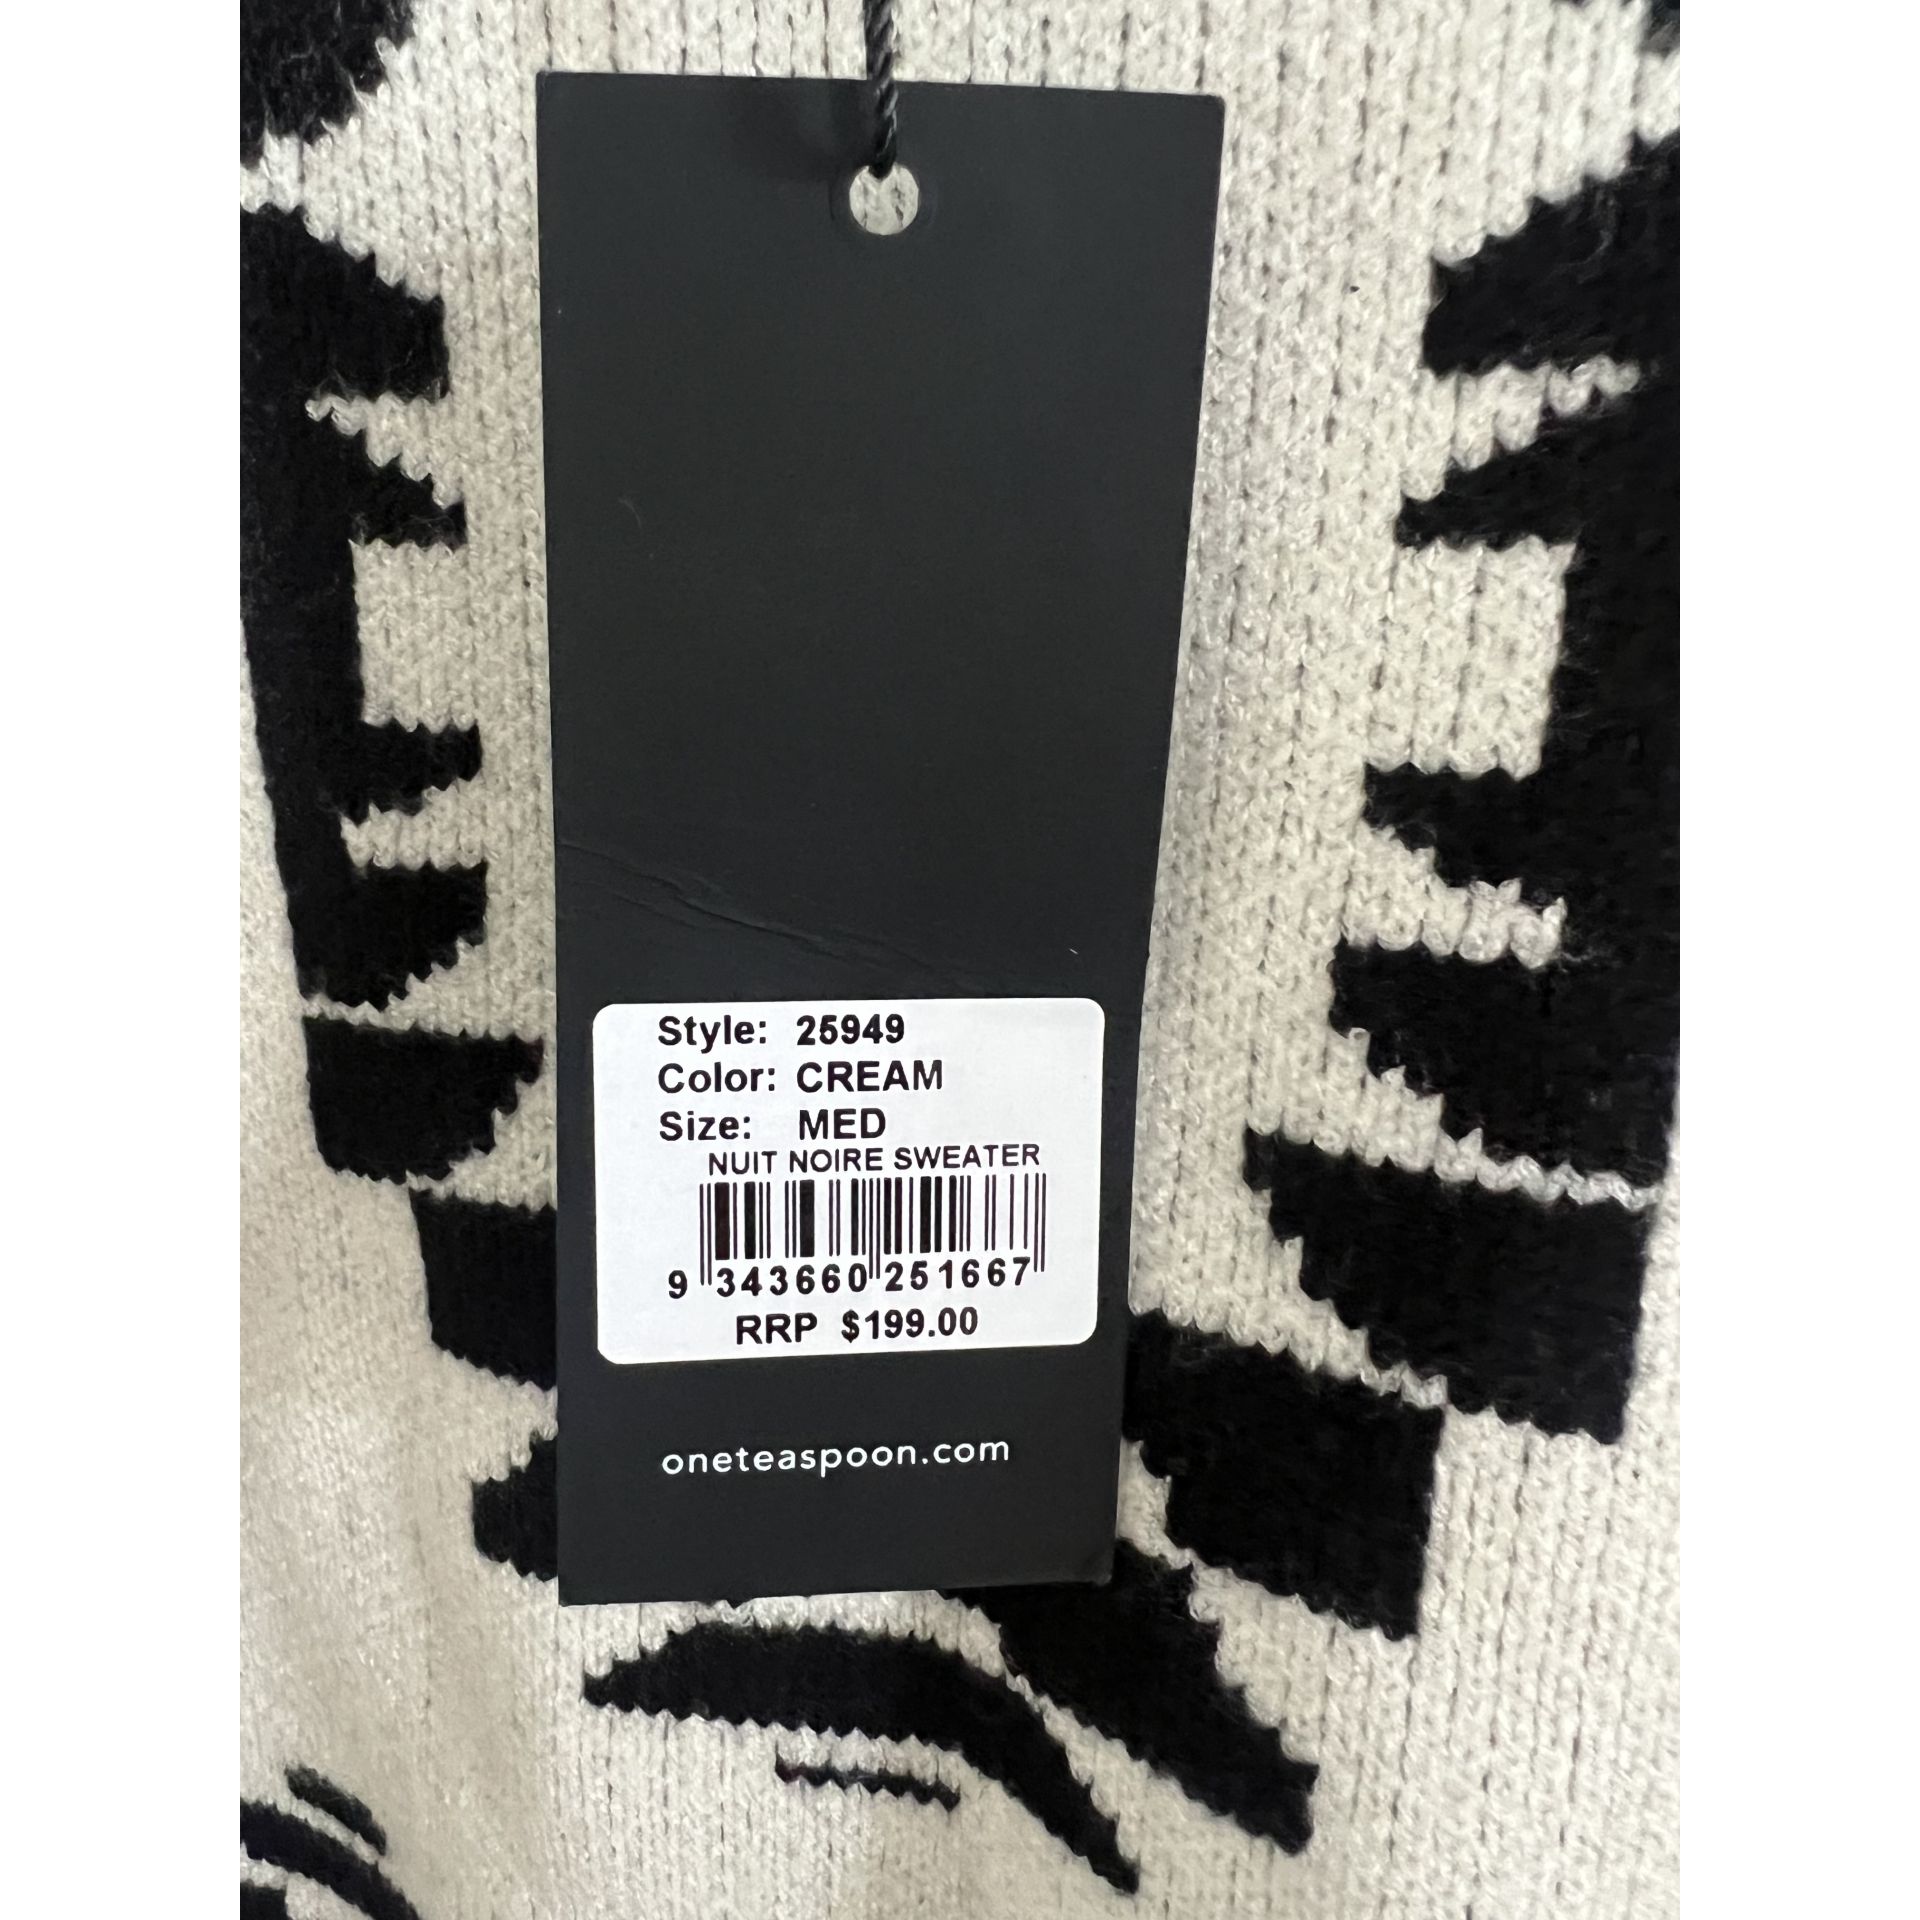 Style: 25949
Color: CREAM
Size: MED
NUIT NOIRE SWEATER
9 343660 251667
RRP $199.00
oneteaspoon.com